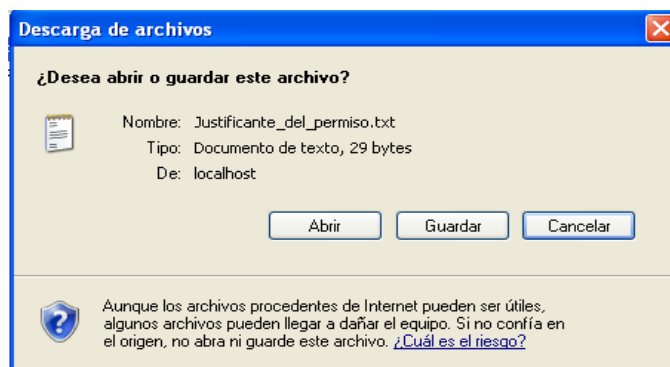 Descarga de archivos
¿Desea abrir o guardar este archivo?
Nombre: Justificante_del_permiso.txt
Tipo: Documento de texto, 29 bytes
De: localhost
Abrir Guardar Cancelar
Aunque los archivos procedentes de Internet pueden ser útiles,
algunos archivos pueden llegar a dañar el equipo. Si no confía en
el origen, no abra ni guarde este archivo. ¿Cuál es el riesgo?